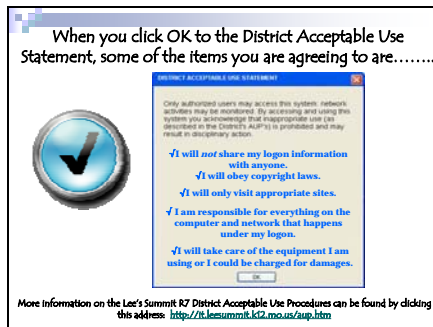 When you click OK to the District Acceptable Use
Statement, some of the items you are agreeing to are……..
DISTRICT ACCEPTABLE USE STATEMENT
Only authorized users may access this system: network
activities may be monitored. By accessing and using this
system you acknowledge that inappropriate use (as
described in the District's AUP's) is prohibited and may
result in disciplinary action.
√I will not share my logon information
with anyone.
√I will obey copyright laws.
√I will only visit appropriate sites.
√ I am responsible for everything on the
computer and network that happens
under my logon.
√I will take care of the equipment I am
using or I could be charged for damages.
OK
More information on the Lee's Summit R7 District Acceptable Use Procedures can be found by clicking
this address: http://it.leesummit.k12.mo.us/aup.htm